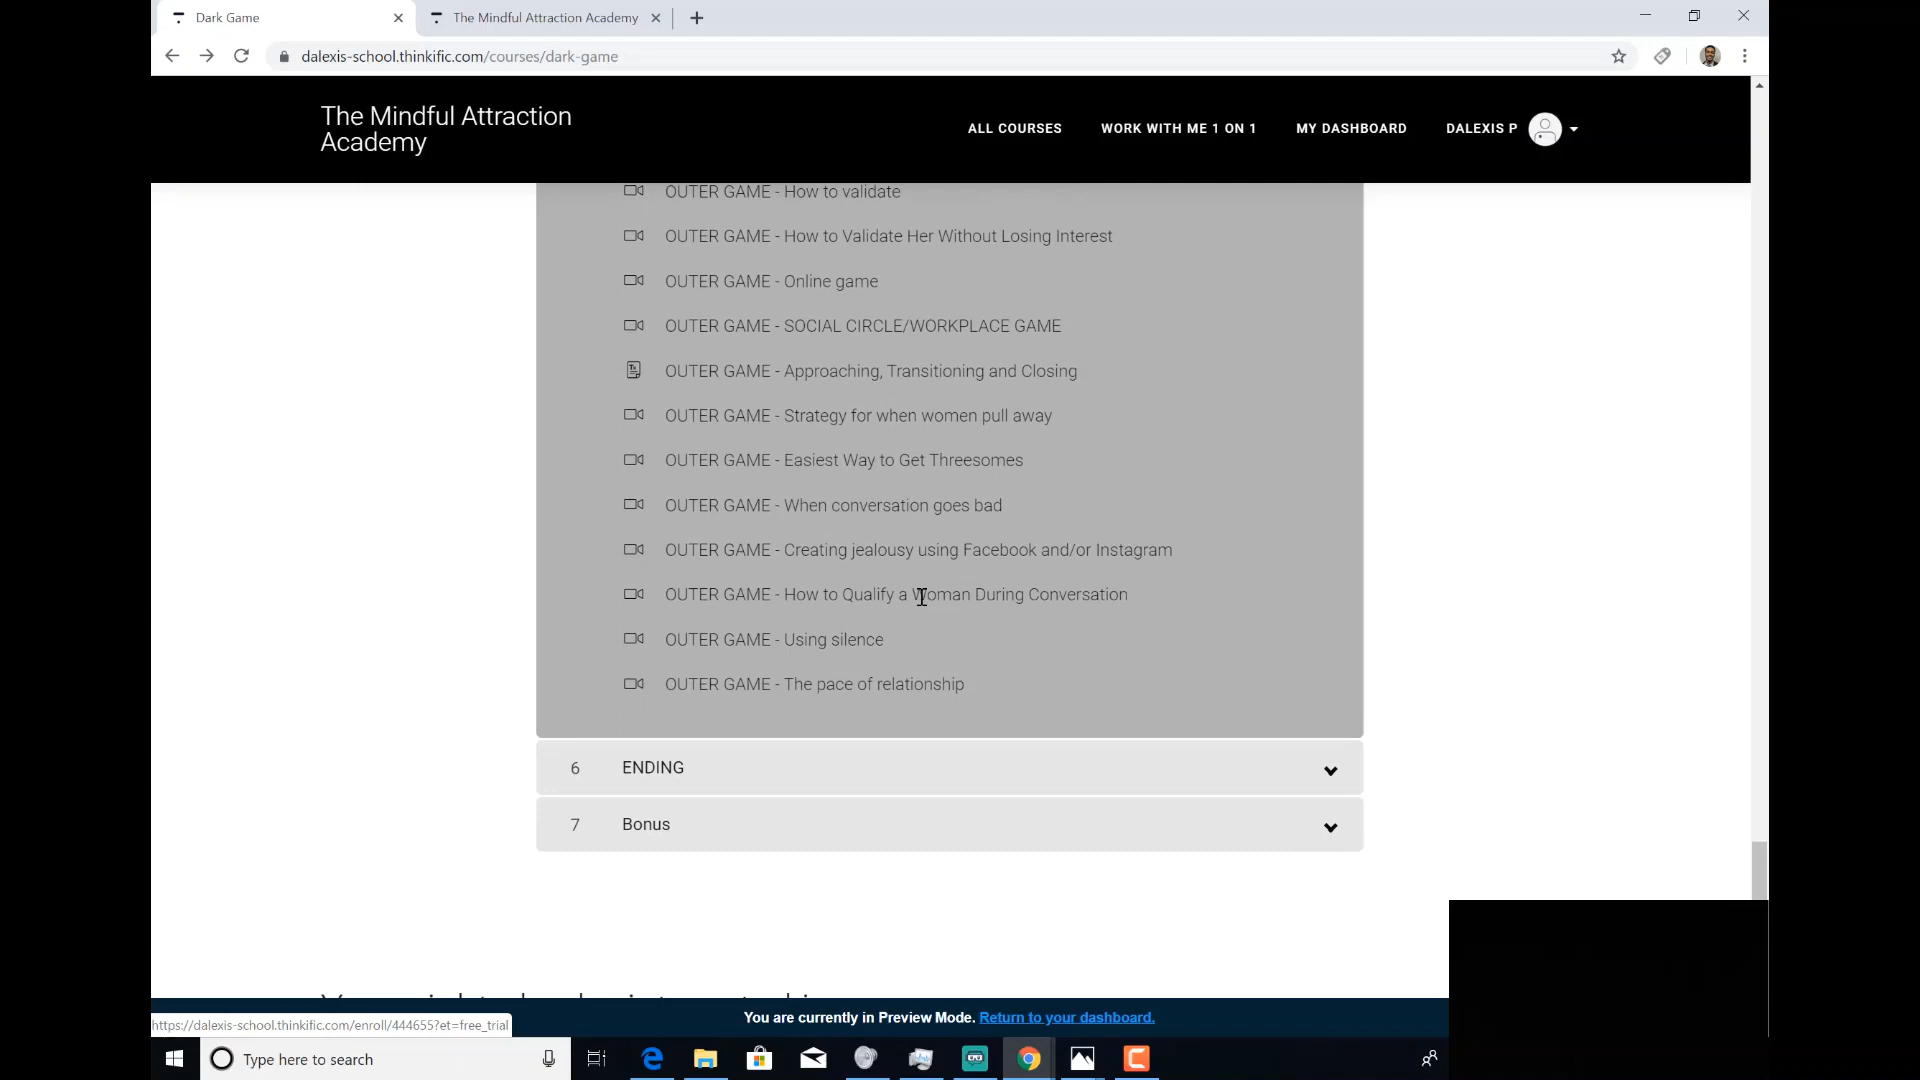 Dark Game
The Mindful Attraction Academy
dalexis-school.thinkific.com/courses/dark-game
The Mindful Attraction
Academy
ALL COURSES
WORK WITH ME 1 ON 1
MY DASHBOARD
DALEXIS P
OUTER GAME - How to validate
OUTER GAME - How to Validate Her Without Losing Interest
OUTER GAME - Online game
OUTER GAME - SOCIAL CIRCLE/WORKPLACE GAME
OUTER GAME - Approaching, Transitioning and Closing
OUTER GAME - Strategy for when women pull away
OUTER GAME - Easiest Way to Get Threesomes
OUTER GAME - When conversation goes bad
OUTER GAME - Creating jealousy using Facebook and/or Instagram
OUTER GAME - How to Qualify a Woman During Conversation
OUTER GAME - Using silence
OUTER GAME - The pace of relationship
6 ENDING
7 Bonus
You are currently in Preview Mode. Return to your dashboard.
https://dalexis-school.thinkific.com/enroll/444655?et=free_trial
Type here to search